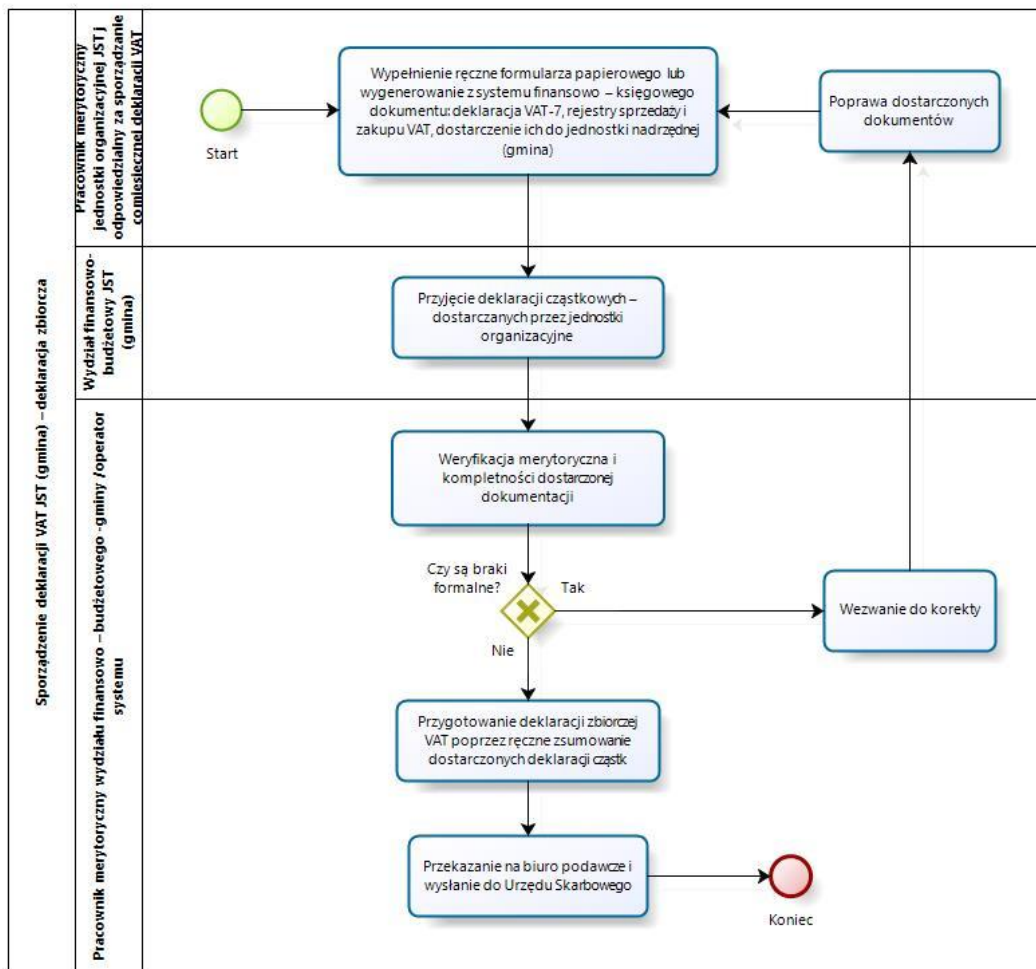 Sporządzenie deklaracji VAT JST (gmina) – deklaracja zbiorcza
Pracownik merytoryczny
jednostki organizacyjnej JST j
odpowiedzialny za sporządzanie
comiesięcznej deklaracji VAT
Start
Wypełnienie ręczne formularza papierowego lub
wygenerowanie z systemu finansowo – księgowego
dokumentu: deklaracja VAT-7, rejestry sprzedaży i
zakupu VAT, dostarczenie ich do jednostki nadrzędnej
(gmina)
Poprawa dostarczonych
dokumentów
Wydział finansowo-
budżetowy JST
(gmina)
Przyjęcie deklaracji cząstkowych –
dostarczanych przez jednostki
organizacyjne
Pracownik merytoryczny wydziału finansowo – budżetowego -gminy /operator
systemu
Weryfikacja merytoryczna i
kompletności dostarczonej
dokumentacji
Czy są braki
formalne?
Tak
Wezwanie do korekty
Nie
Przygotowanie deklaracji zbiorczej
VAT poprzez ręczne zsumowanie
dostarczonych deklaracji cząstk
Przekazanie na biuro podawcze i
wysłanie do Urzędu Skarbowego
Koniec